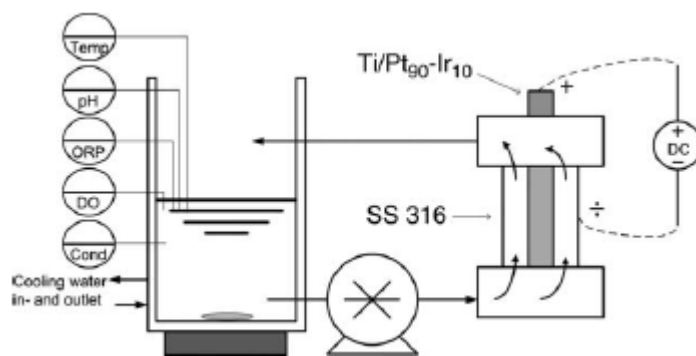 Temp
pH
ORP
DO
Cond
Cooling water
in- and outlet
Ti/Pt₉₀-Ir₁₀
+
SS 316
÷
+
DC
−